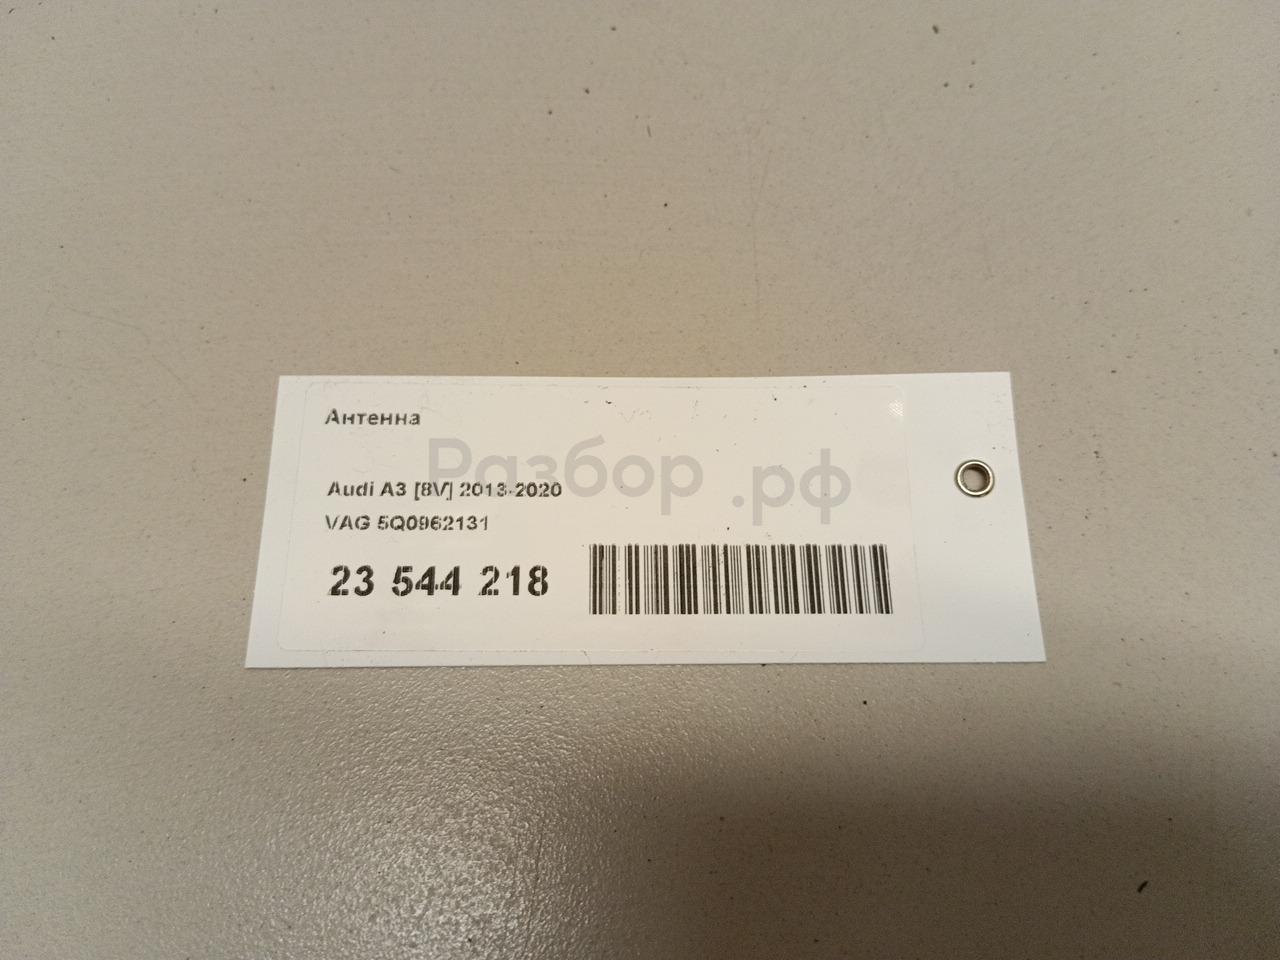 Антенна
Разбор.рф
Audi A3 [8V] 2013-2020
VAG 5Q0962131
23 544 218